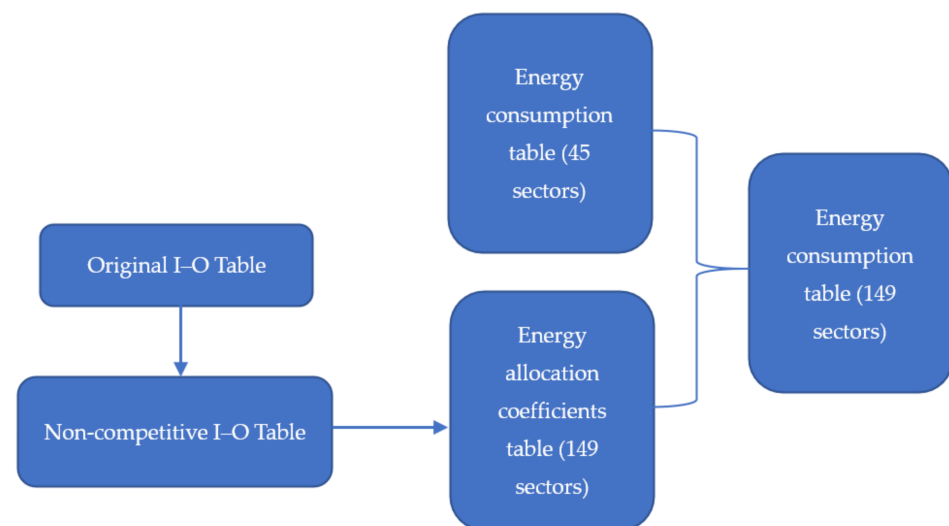 Energy
consumption
table (45
sectors)
Energy
consumption
table (149
sectors)
Original I–O Table
Energy
allocation
coefficients
table (149
sectors)
Non-competitive I–O Table